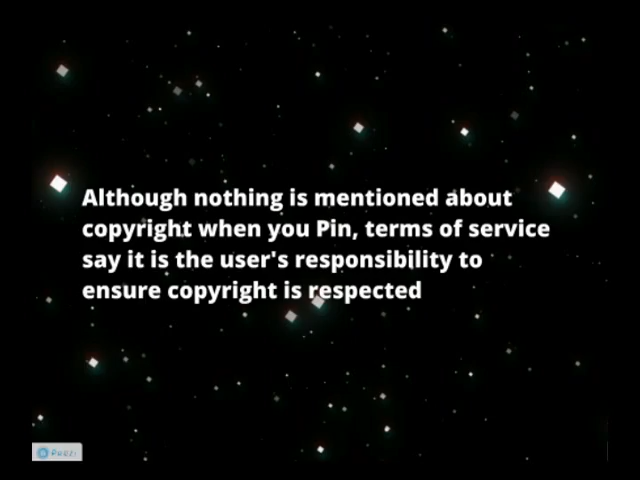 Although nothing is mentioned about
copyright when you Pin, terms of service
say it is the user's responsibility to
ensure copyright is respected
Prezi